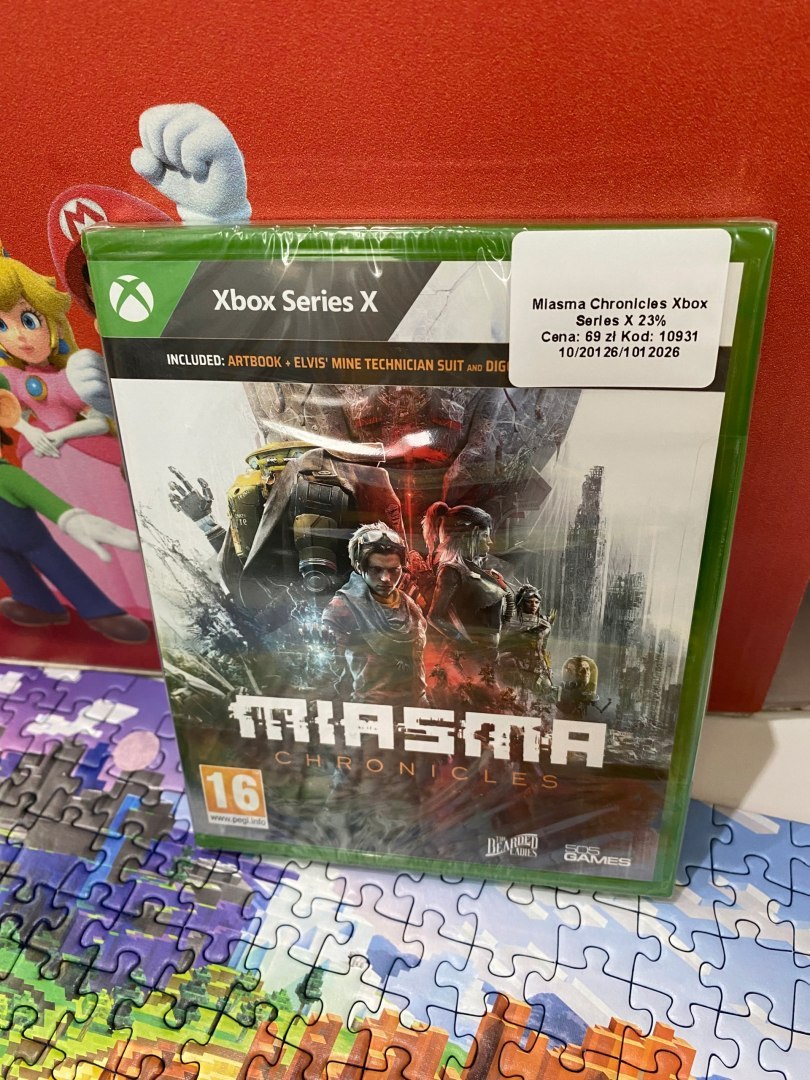 M
Xbox Series X
Miasma Chronicles Xbox
Series X 23%
Cena: 69 zł Kod: 10931
10/20126/1012026
INCLUDED: ARTBOOK + ELVIS' MINE TECHNICIAN SUIT AND DIG
MIASMA
CHRONICLES
16
www.pegi.info
THE
BEARDED
LADIES
505
GAMES